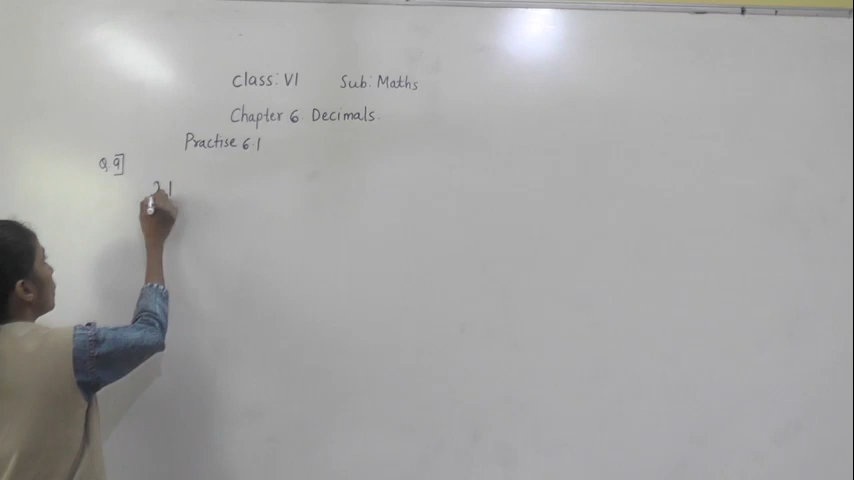 Class: VI Sub: Maths
Chapter 6 Decimals.
Practise 6.1
Q.9]